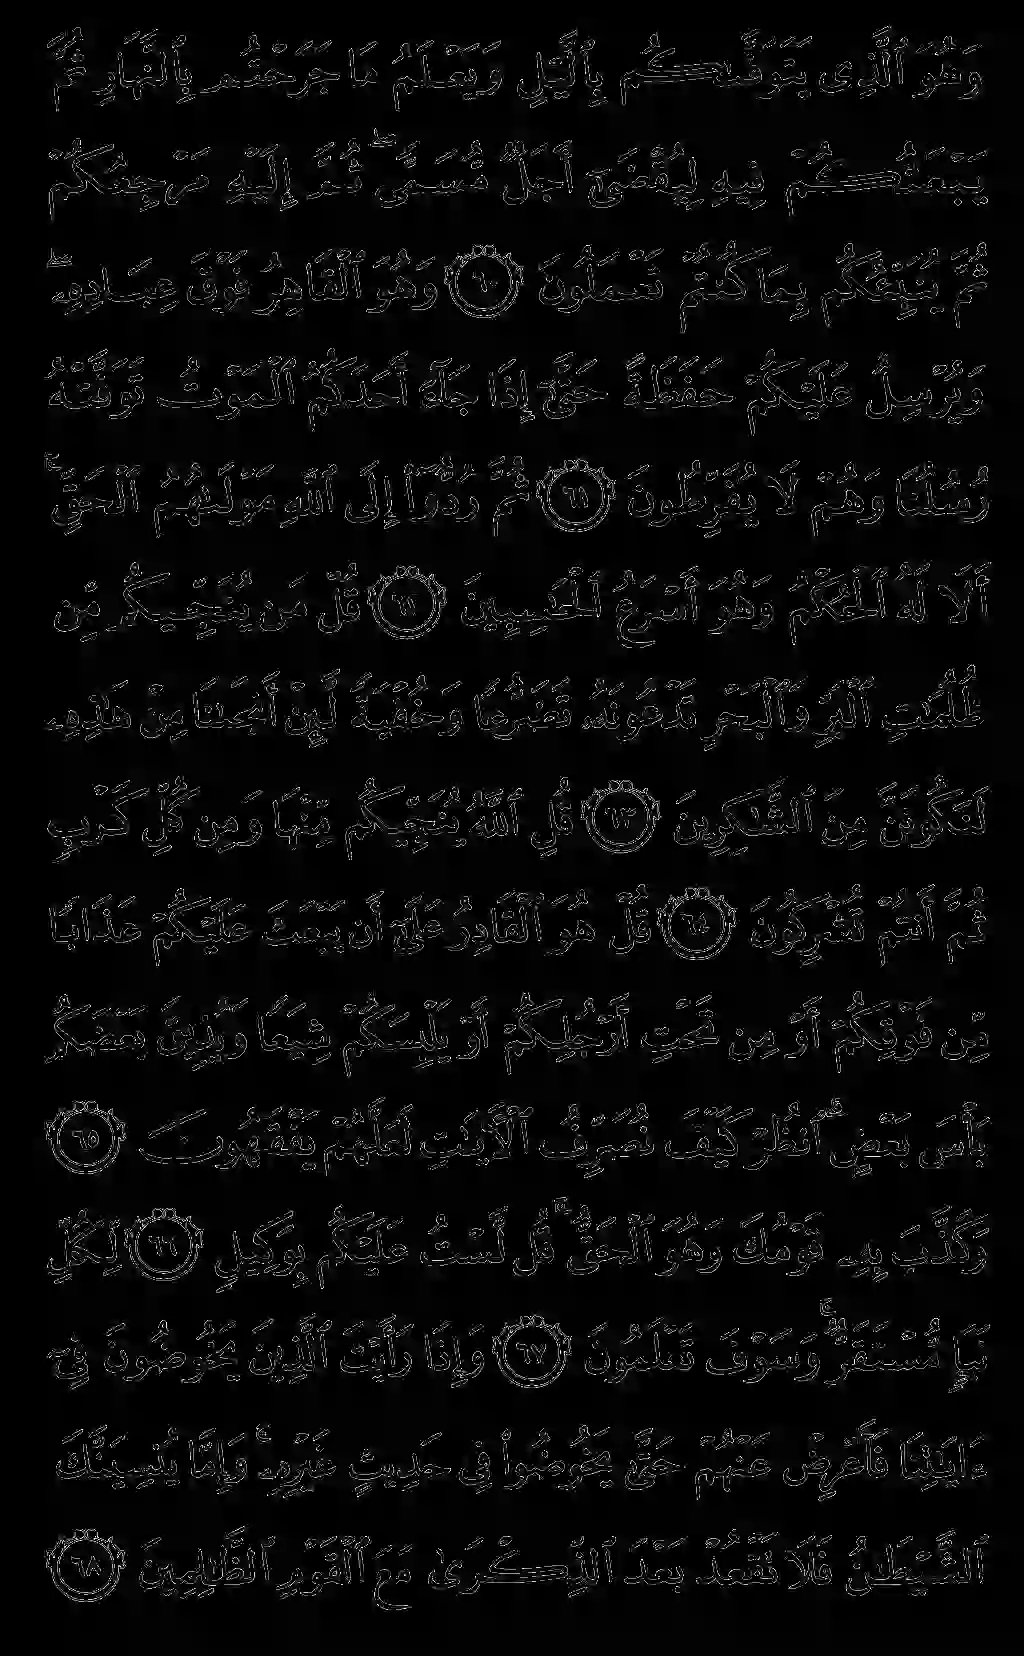 وَهُوَ ٱلَّذِى يَتَوَفَّىٰكُم بِٱلَّيْلِ وَيَعْلَمُ مَا جَرَحْتُم بِٱلنَّهَارِ ثُمَّ
يَبْعَثُكُمْ فِيهِ لِيُقْضَىٰٓ أَجَلٌ مُّسَمًّى ۖ ثُمَّ إِلَيْهِ مَرْجِعُكُمْ
ثُمَّ يُنَبِّئُكُم بِمَا كُنتُمْ تَعْمَلُونَ ٦٠ وَهُوَ ٱلْقَاهِرُ فَوْقَ عِبَادِهِۦ ۖ
وَيُرْسِلُ عَلَيْكُمْ حَفَظَةً حَتَّىٰٓ إِذَا جَآءَ أَحَدَكُمُ ٱلْمَوْتُ تَوَفَّتْهُ
رُسُلُنَا وَهُمْ لَا يُفَرِّطُونَ ٦١ ثُمَّ رُدُّوٓا۟ إِلَى ٱللَّهِ مَوْلَىٰهُمُ ٱلْحَقِّ ۚ
أَلَا لَهُ ٱلْحُكْمُ وَهُوَ أَسْرَعُ ٱلْحَٰسِبِينَ ٦٢ قُلْ مَن يُنَجِّيكُم مِّن
ظُلُمَٰتِ ٱلْبَرِّ وَٱلْبَحْرِ تَدْعُونَهُۥ تَضَرُّعًا وَخُفْيَةً لَّئِنْ أَنجَىٰنَا مِنْ هَٰذِهِۦ
لَنَكُونَنَّ مِنَ ٱلشَّٰكِرِينَ ٦٣ قُلِ ٱللَّهُ يُنَجِّيكُم مِّنْهَا وَمِن كُلِّ كَرْبٍ
ثُمَّ أَنتُمْ تُشْرِكُونَ ٦٤ قُلْ هُوَ ٱلْقَادِرُ عَلَىٰٓ أَن يَبْعَثَ عَلَيْكُمْ عَذَابًا
مِّن فَوْقِكُمْ أَوْ مِن تَحْتِ أَرْجُلِكُمْ أَوْ يَلْبِسَكُمْ شِيَعًا وَيُذِيقَ بَعْضَكُم
بَأْسَ بَعْضٍ ۗ ٱنظُرْ كَيْفَ نُصَرِّفُ ٱلْءَايَٰتِ لَعَلَّهُمْ يَفْقَهُونَ ٦٥
وَكَذَّبَ بِهِۦ قَوْمُكَ وَهُوَ ٱلْحَقُّ ۚ قُل لَّسْتُ عَلَيْكُم بِوَكِيلٍ ٦٦ لِّكُلِّ
نَبَإٍ مُّسْتَقَرٌّ ۚ وَسَوْفَ تَعْلَمُونَ ٦٧ وَإِذَا رَأَيْتَ ٱلَّذِينَ يَخُوضُونَ فِىٓ
ءَايَٰتِنَا فَأَعْرِضْ عَنْهُمْ حَتَّىٰ يَخُوضُوا۟ فِى حَدِيثٍ غَيْرِهِۦ ۚ وَإِمَّا يُنسِيَنَّكَ
ٱلشَّيْطَٰنُ فَلَا تَقْعُدْ بَعْدَ ٱلذِّكْرَىٰ مَعَ ٱلْقَوْمِ ٱلظَّٰلِمِينَ ٦٨